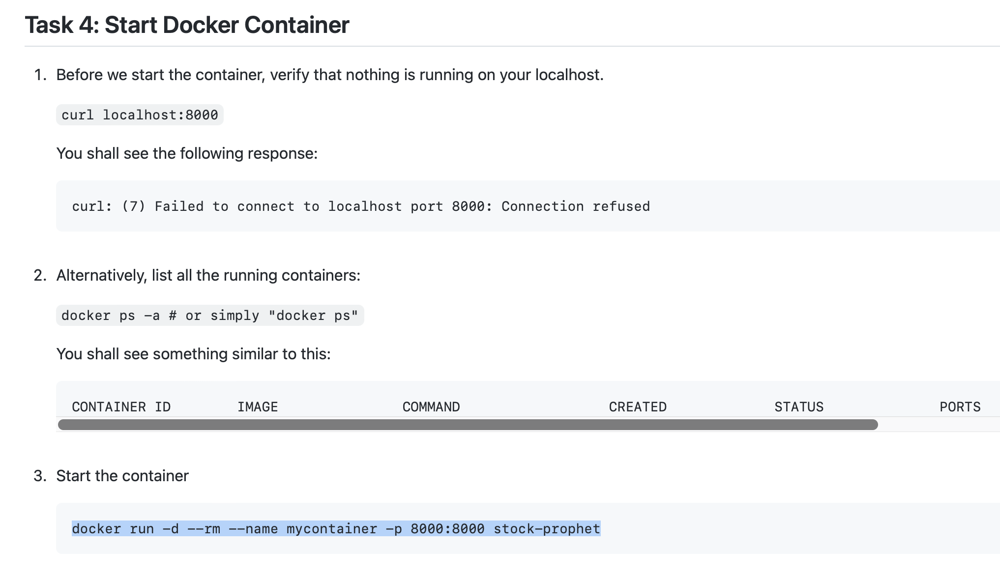 Task 4: Start Docker Container
1. Before we start the container, verify that nothing is running on your localhost.
curl localhost:8000
You shall see the following response:
curl: (7) Failed to connect to localhost port 8000: Connection refused
2. Alternatively, list all the running containers:
docker ps -a # or simply "docker ps"
You shall see something similar to this:
CONTAINER ID IMAGE COMMAND CREATED STATUS PORTS
3. Start the container
docker run -d --rm --name mycontainer -p 8000:8000 stock-prophet